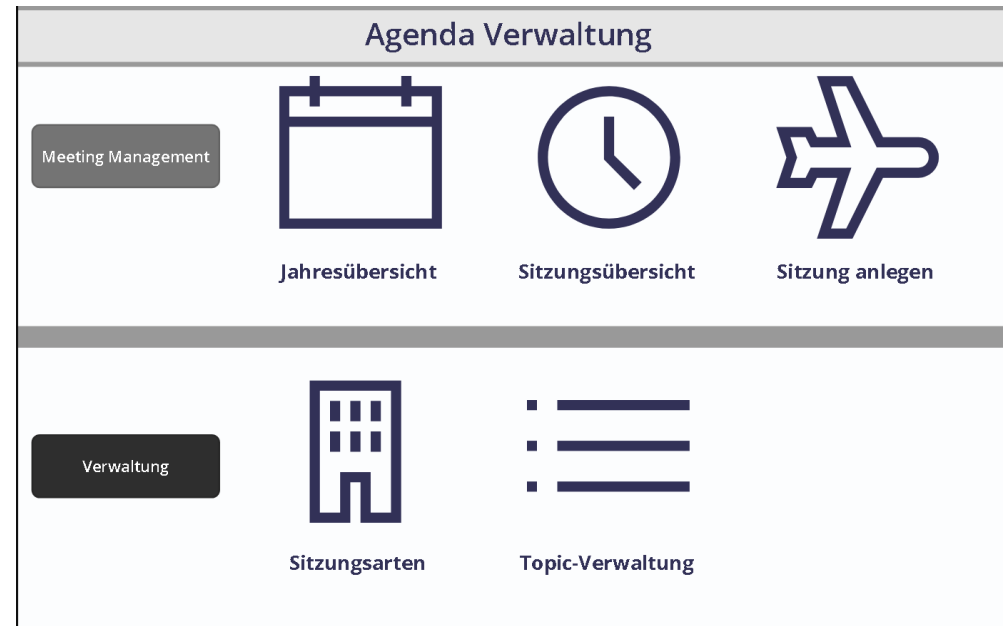 Agenda Verwaltung
Meeting Management
Jahresübersicht
Sitzungsübersicht
Sitzung anlegen
Verwaltung
Sitzungsarten
Topic-Verwaltung